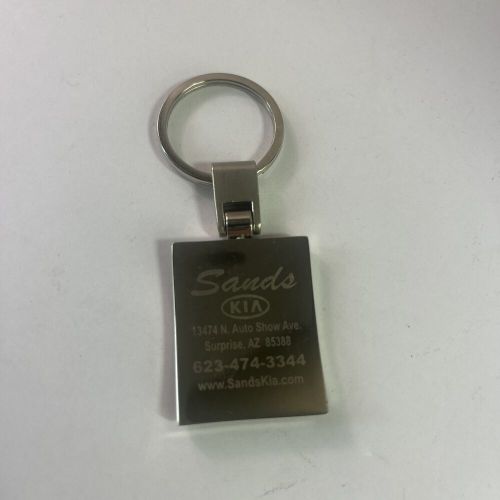 Sands
KIA
13474 N. Auto Show Ave.
Surprise, AZ 85388
623-474-3344
www.SandsKia.com